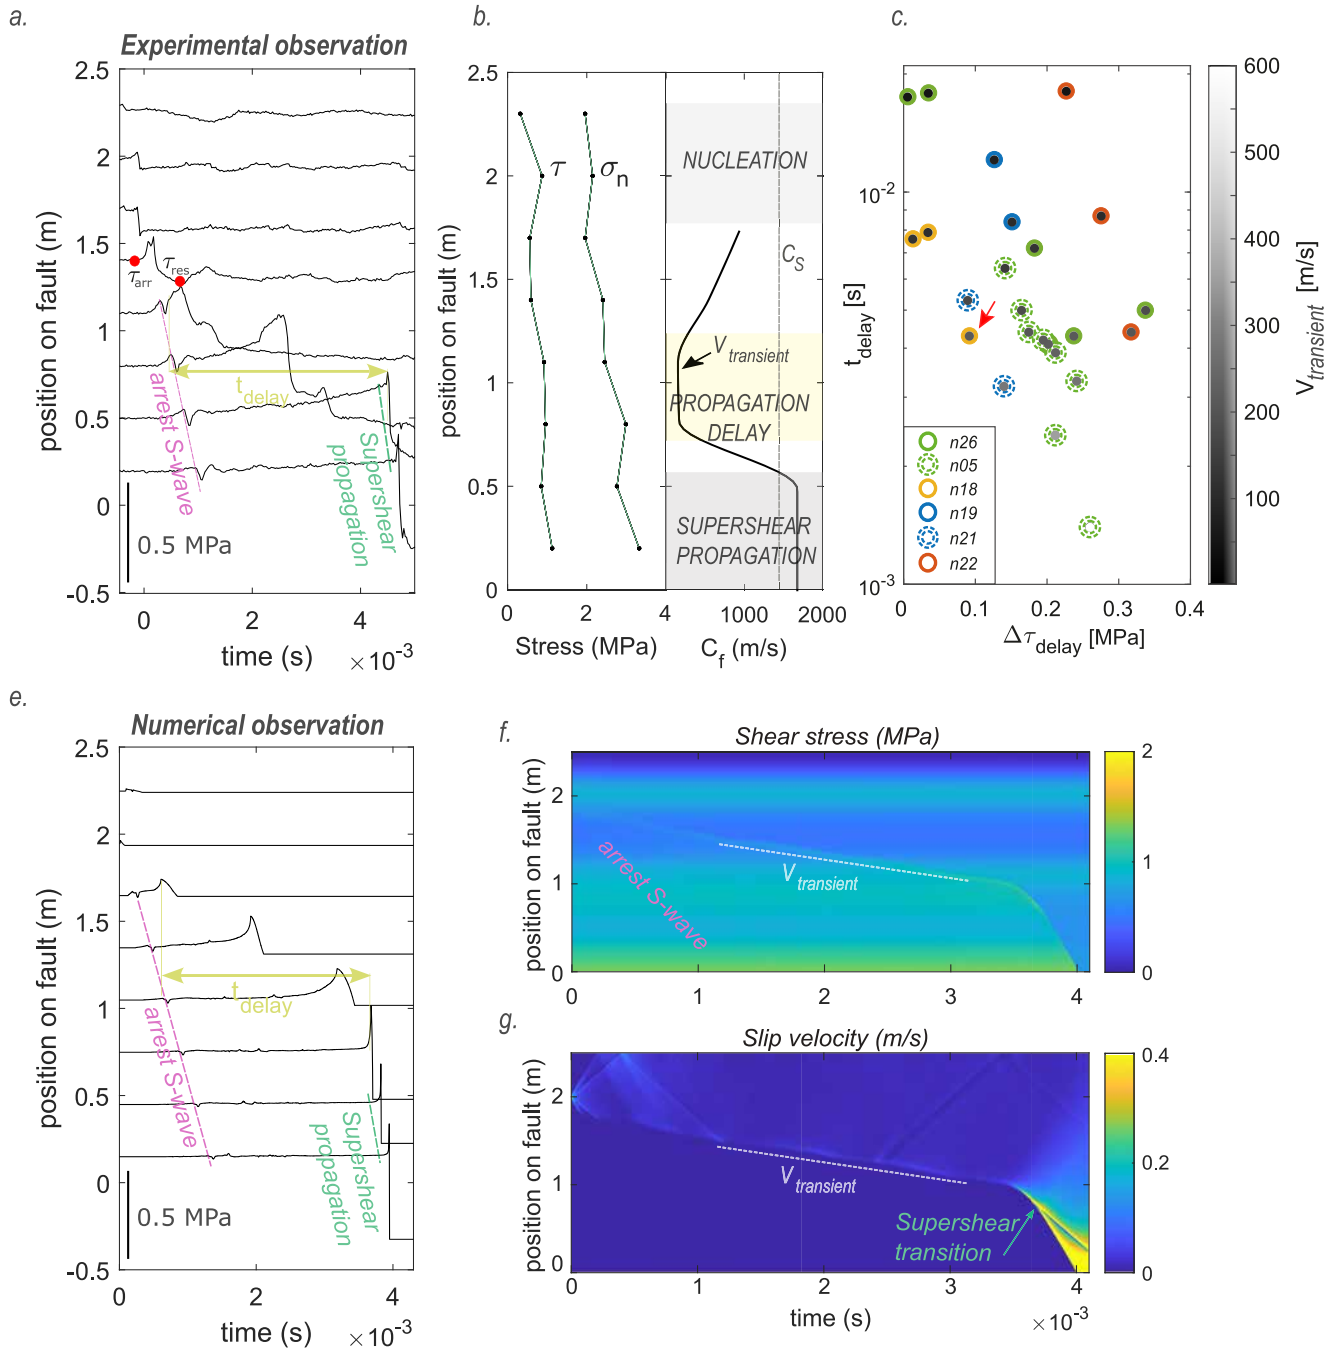 a.
Experimental observation
2.5
2
1.5
1
0.5
0
-0.5
position on fault (m)
τarr
τres
tdelay
arrest S-wave
Supershear
propagation
0.5 MPa
0
2
4
time (s)
×10-3
b.
2.5
2
1.5
1
0.5
0
position on fault (m)
τ
σn
0
2
4
Stress (MPa)
NUCLEATION
CS
Vtransient
PROPAGATION
DELAY
SUPERSHEAR
PROPAGATION
1000
2000
Cf (m/s)
c.
10-2
10-3
tdelay [s]
n26
n05
n18
n19
n21
n22
0
0.1
0.2
0.3
0.4
Δτdelay [MPa]
600
500
400
300
200
100
Vtransient [m/s]
e.
Numerical observation
2.5
2
1.5
1
0.5
0
-0.5
position on fault (m)
tdelay
arrest S-wave
Supershear
propagation
0.5 MPa
0
2
4
time (s)
×10-3
f.
Shear stress (MPa)
position on fault (m)
2
1
0
arrest S-wave
Vtransient
0
1
2
3
4
2
1
0
g.
Slip velocity (m/s)
position on fault (m)
2
1
0
Vtransient
Supershear
transition
0
1
2
3
4
time (s)
×10-3
0.4
0.2
0